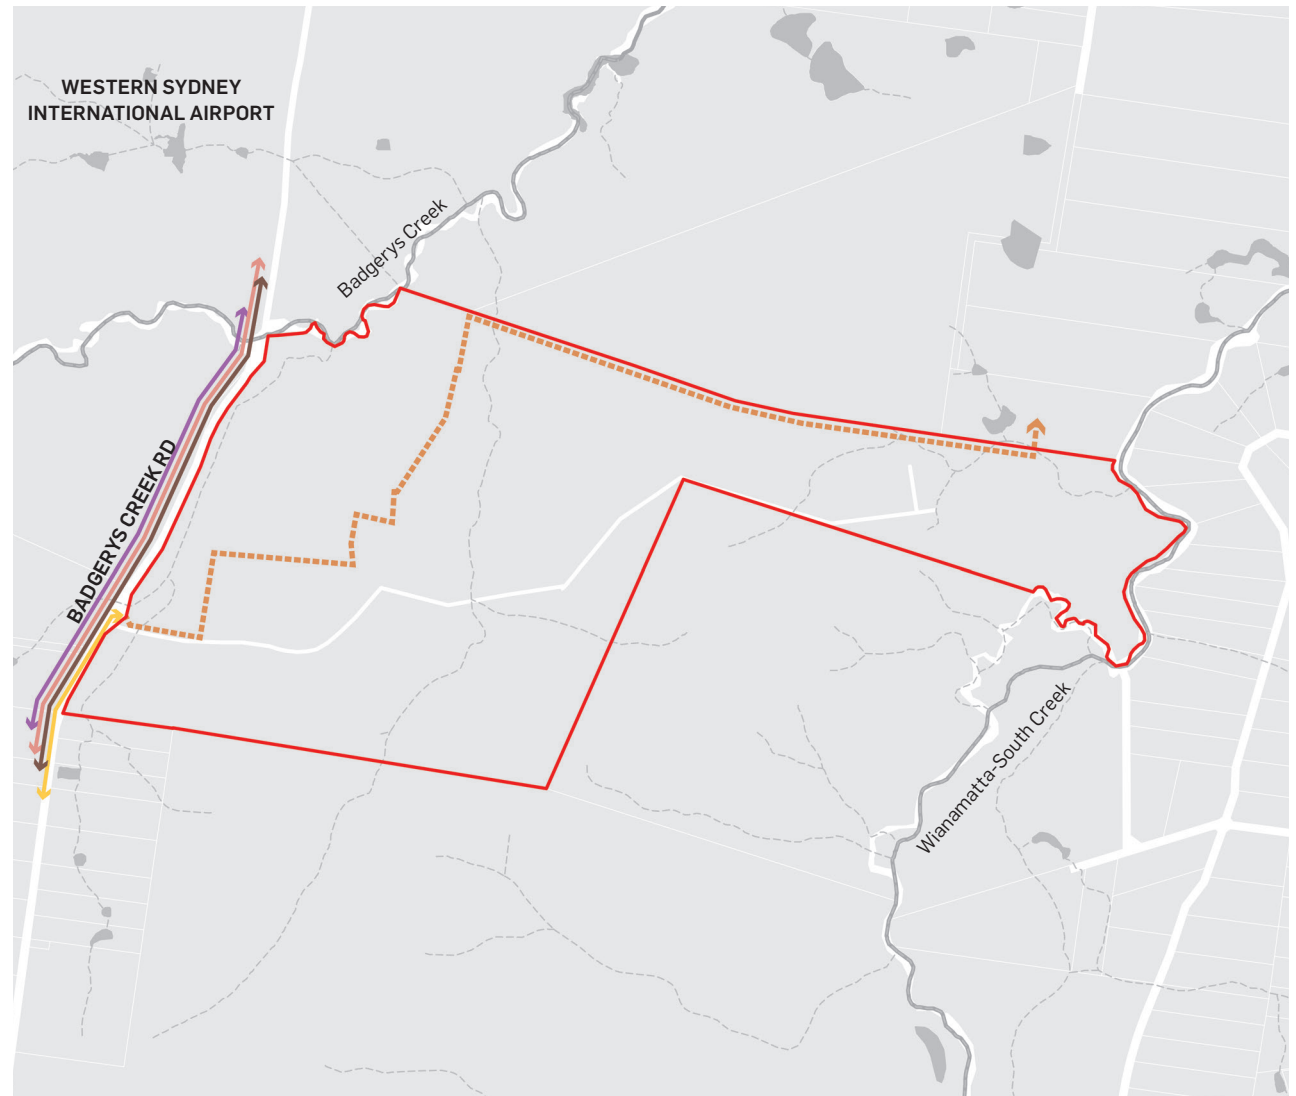 WESTERN SYDNEY
INTERNATIONAL AIRPORT
Badgerys Creek
BADGERYS CREEK RD
Wianamatta-South Creek